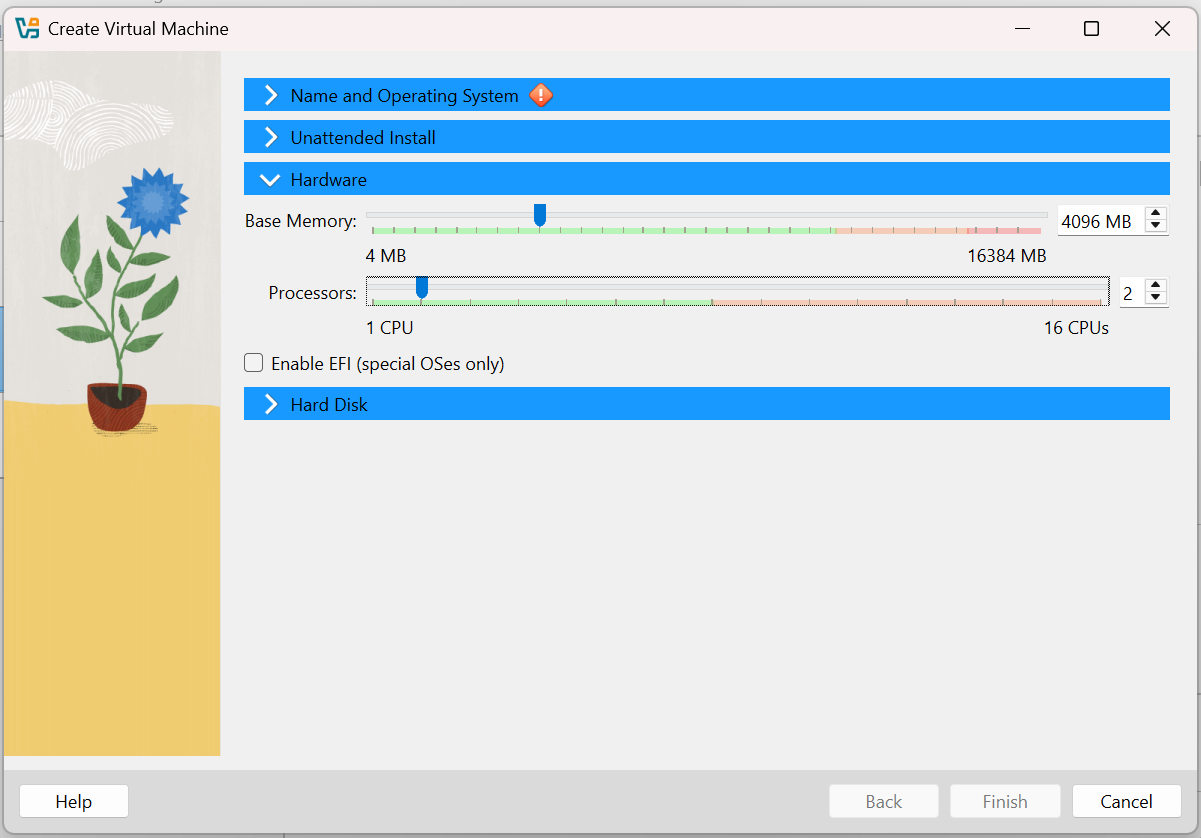 Create Virtual Machine
Name and Operating System
Unattended Install
Hardware
Base Memory: 4096 MB
4 MB 16384 MB
Processors: 2
1 CPU 16 CPUs
Enable EFI (special OSes only)
Hard Disk
Help Back Finish Cancel